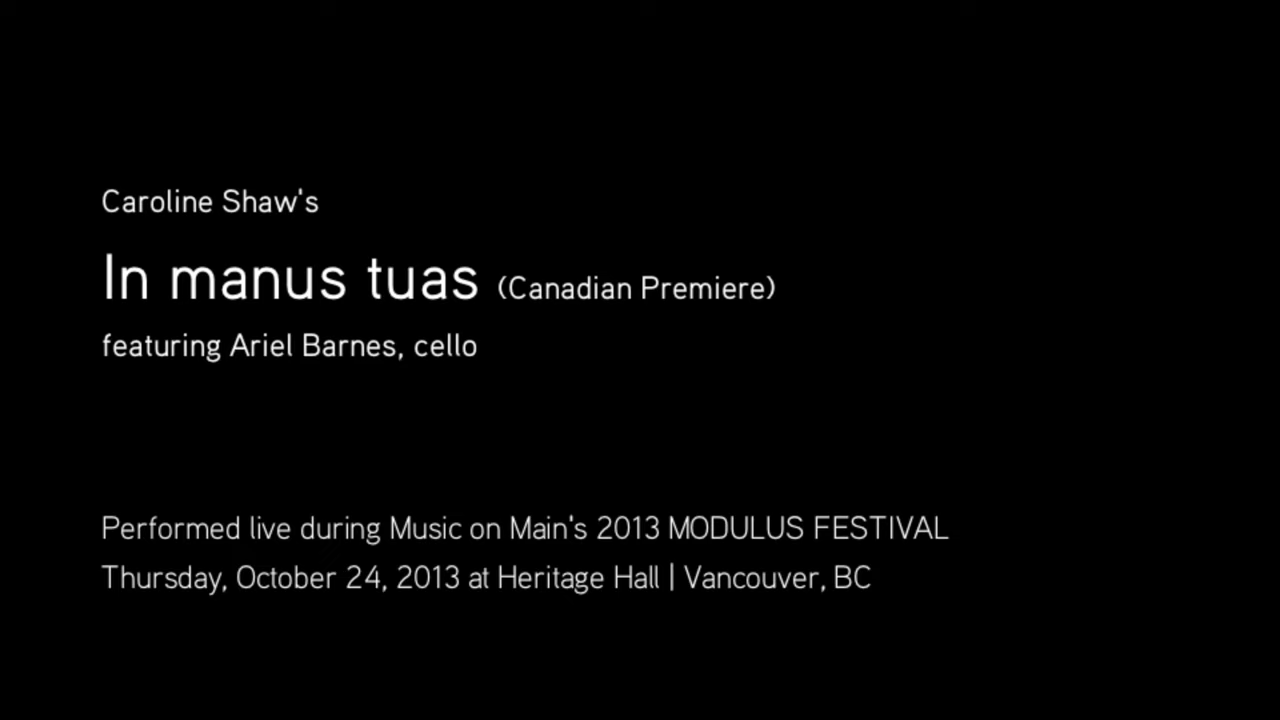 Caroline Shaw's
In manus tuas (Canadian Premiere)
featuring Ariel Barnes, cello
Performed live during Music on Main's 2013 MODULUS FESTIVAL
Thursday, October 24, 2013 at Heritage Hall | Vancouver, BC